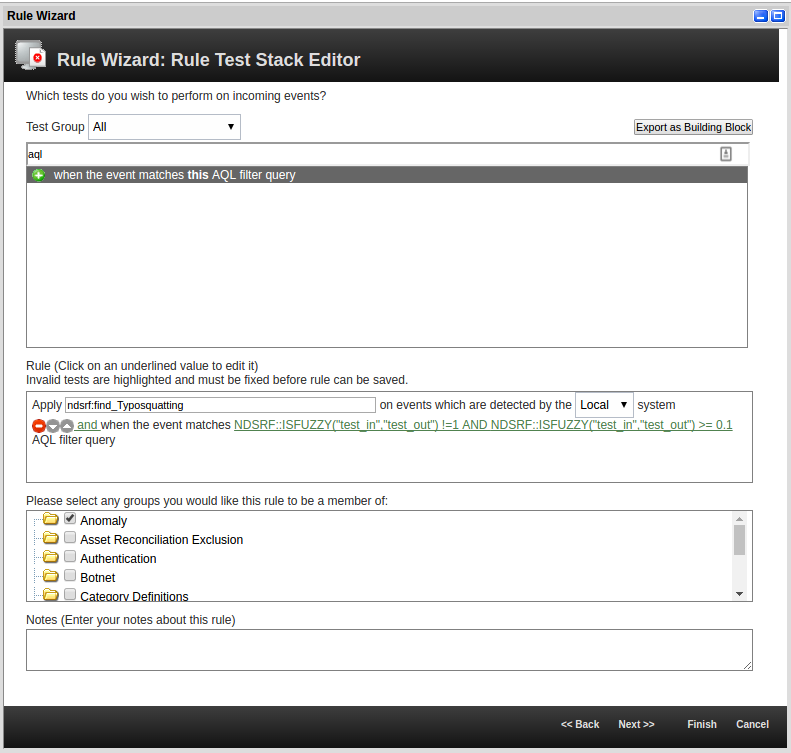 Rule Wizard
Rule Wizard: Rule Test Stack Editor
Which tests do you wish to perform on incoming events?
Test Group All
Export as Building Block
aql
when the event matches this AQL filter query
Rule (Click on an underlined value to edit it)
Invalid tests are highlighted and must be fixed before rule can be saved.
Apply ndsrf:find_Typosquatting on events which are detected by the Local system
and when the event matches NDSRF::ISFUZZY("test_in","test_out") !=1 AND NDSRF::ISFUZZY("test_in","test_out") >= 0.1
AQL filter query
Please select any groups you would like this rule to be a member of:
Anomaly
Asset Reconciliation Exclusion
Authentication
Botnet
Category Definitions
Notes (Enter your notes about this rule)
<< Back Next >> Finish Cancel